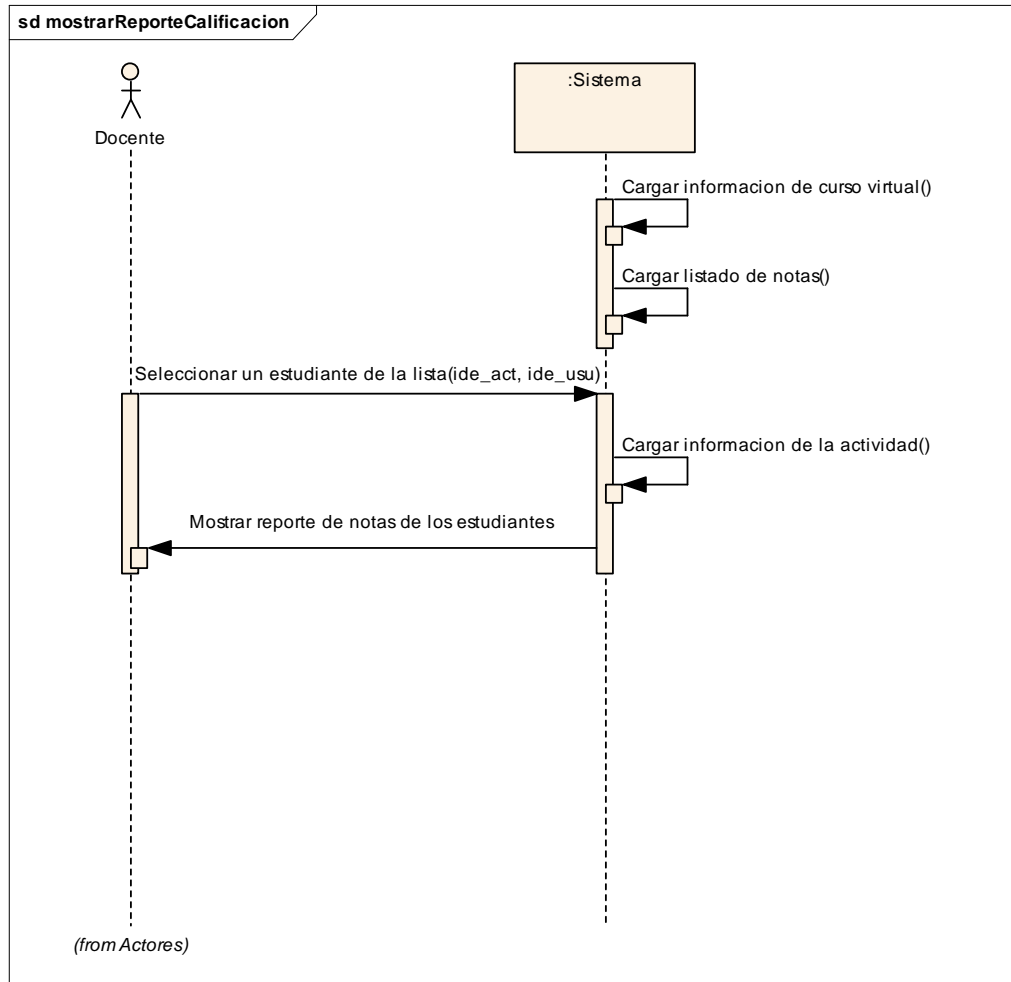 sd mostrarReporteCalificacion
Docente
:Sistema
Cargar informacion de curso virtual()
Cargar listado de notas()
Seleccionar un estudiante de la lista(ide_act, ide_usu)
Cargar informacion de la actividad()
Mostrar reporte de notas de los estudiantes
(from Actores)